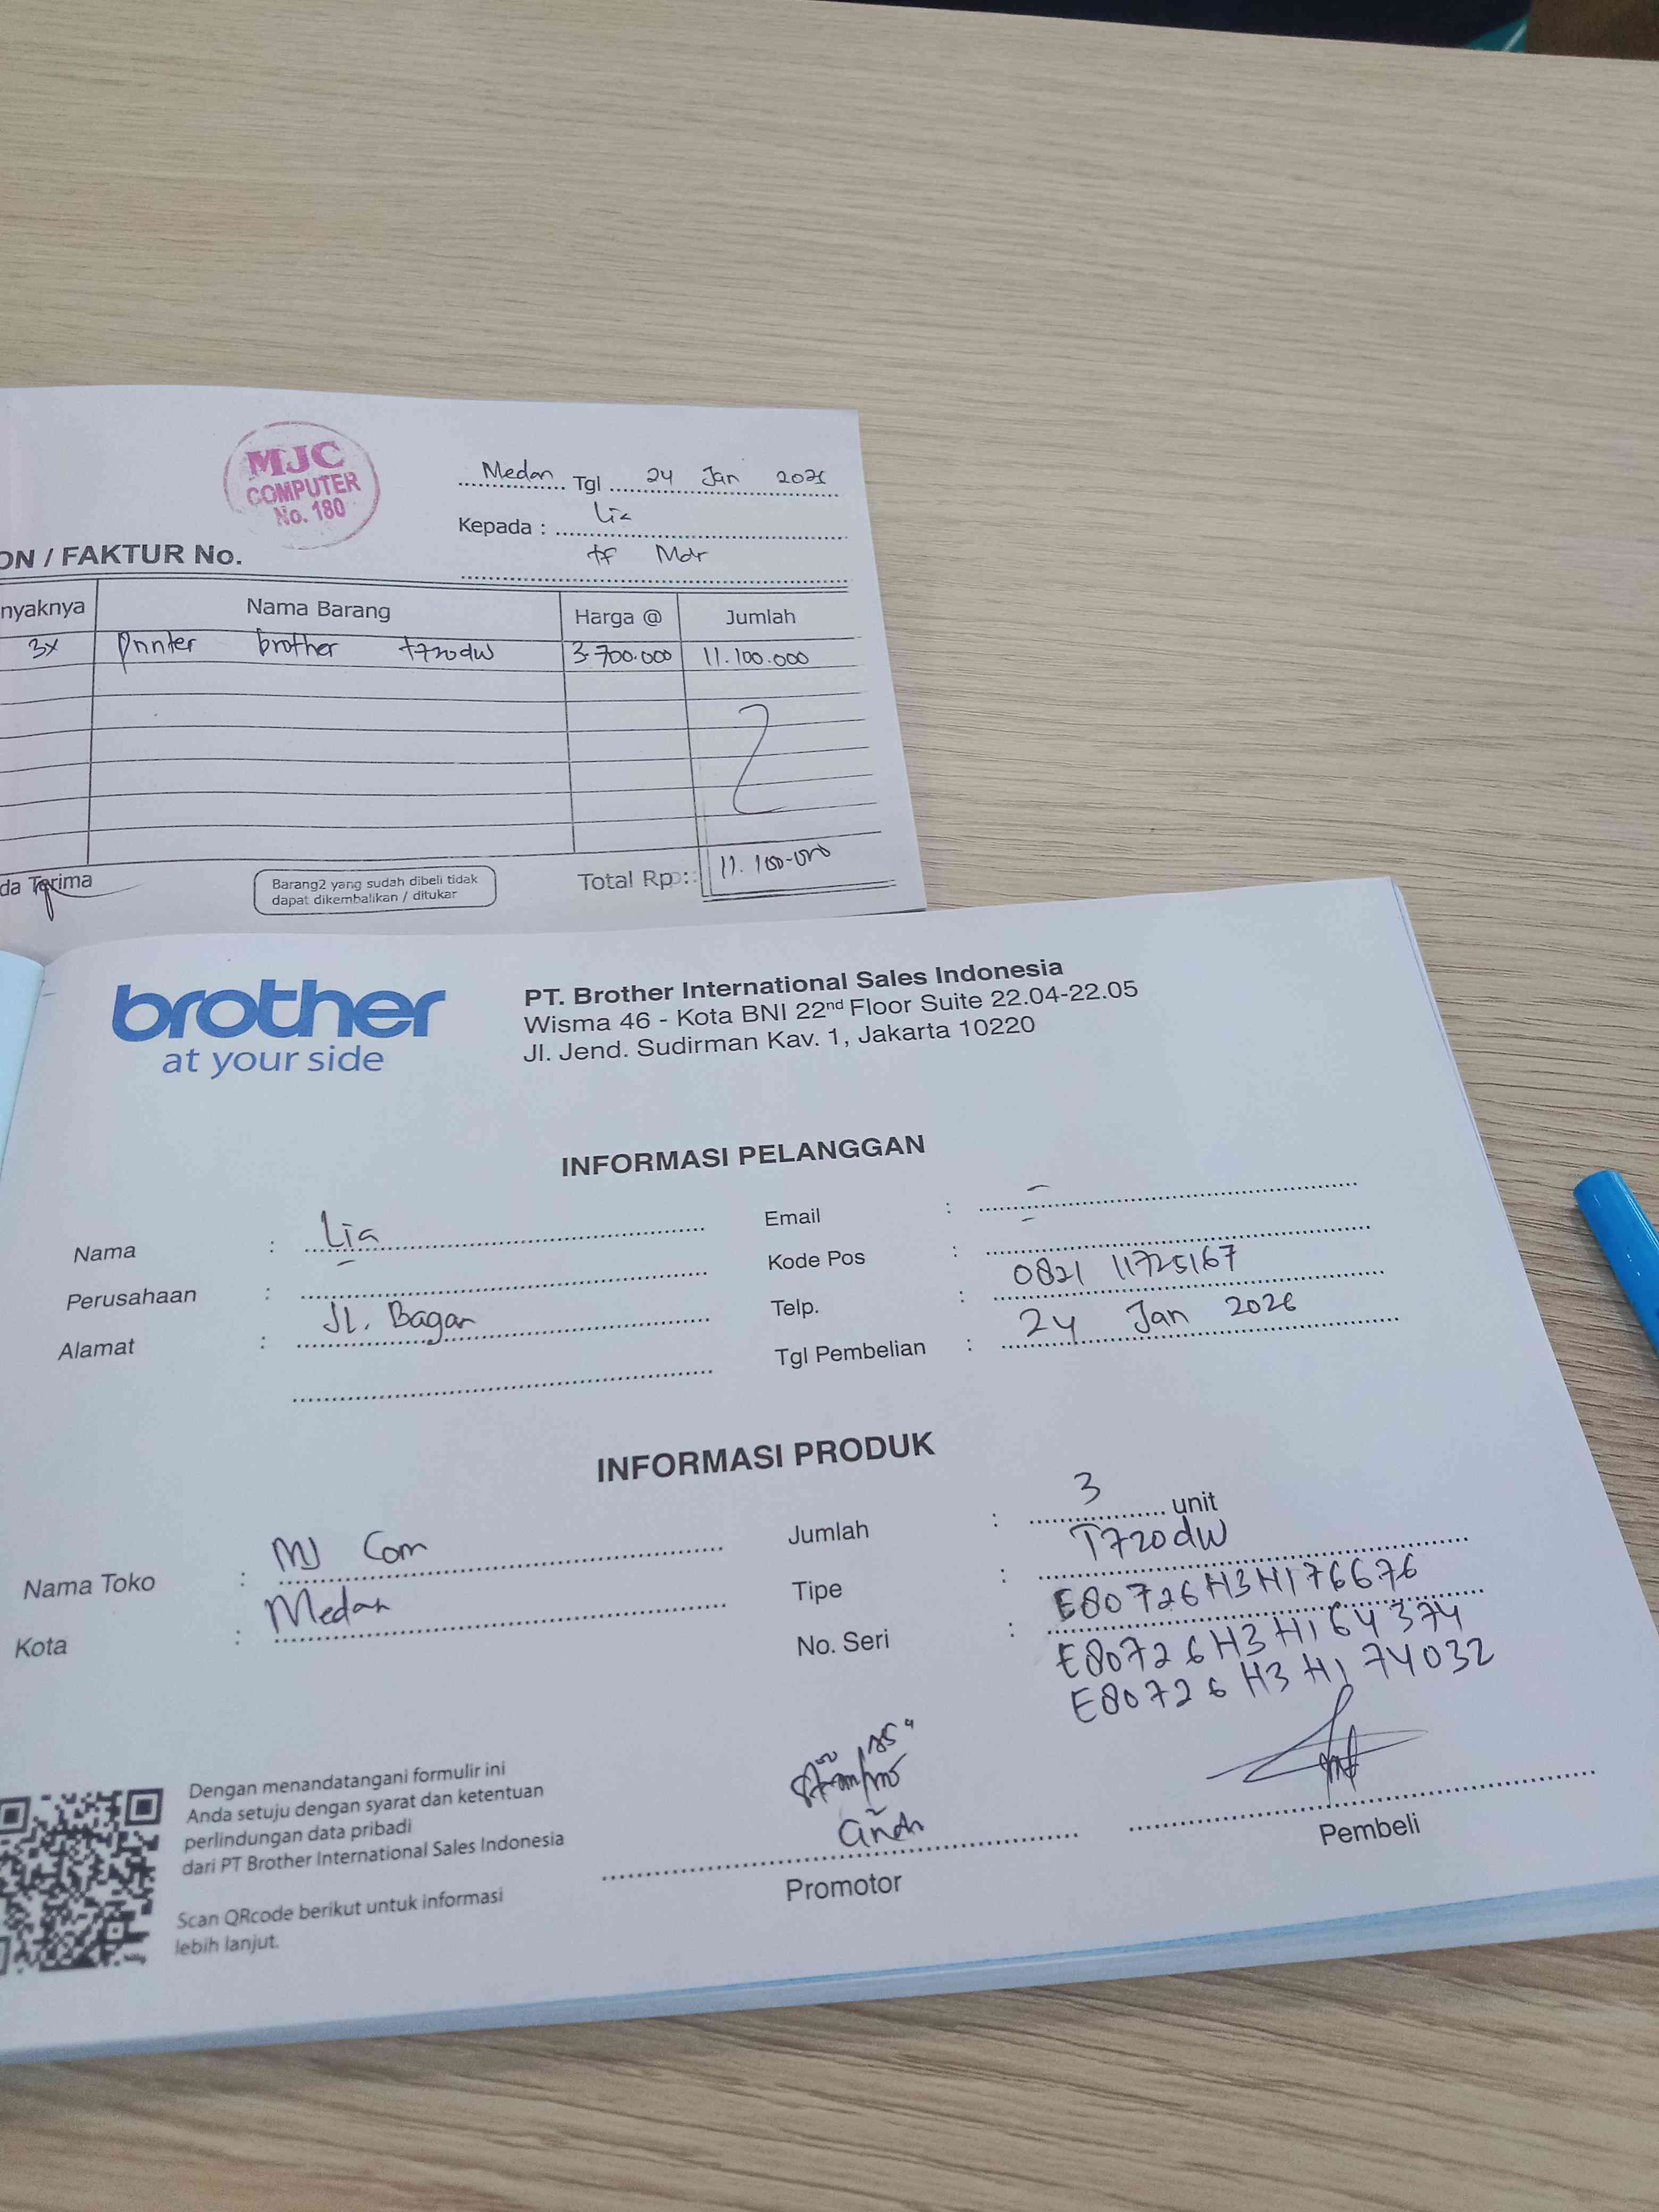 MJC
COMPUTER
No. 180
Medan Tgl 24 Jan
Kepada : Lia
tf Mdr
ON / FAKTUR No.
nyaknya Nama Barang Harga @ Jumlah
3x Printer brother t720dw 3.700.000 11.100.000
da Terima
Barang2 yang sudah dibeli tidak
dapat dikembalikan / ditukar
Total Rp : 11.100.000
brother
at your side
PT. Brother International Sales Indonesia
Wisma 46 - Kota BNI 22nd Floor Suite 22.04-22.05
Jl. Jend. Sudirman Kav. 1, Jakarta 10220
INFORMASI PELANGGAN
Nama : Lia
Perusahaan : -
Alamat : Jl. Bagan
Email : -
Kode Pos : -
Telp. : 0821 11725167
Tgl Pembelian : 24 Jan 2026
INFORMASI PRODUK
Nama Toko : MJ Com
Kota : Medan
Jumlah : 3 unit
Tipe : T720dW
No. Seri : E80726H3H176676
E80726H3H164374
E80726H3H174032
Dengan menandatangani formulir ini
Anda setuju dengan syarat dan ketentuan
perlindungan data pribadi
dari PT Brother International Sales Indonesia
Scan QRcode berikut untuk informasi
lebih lanjut.
Promotor
Pembeli